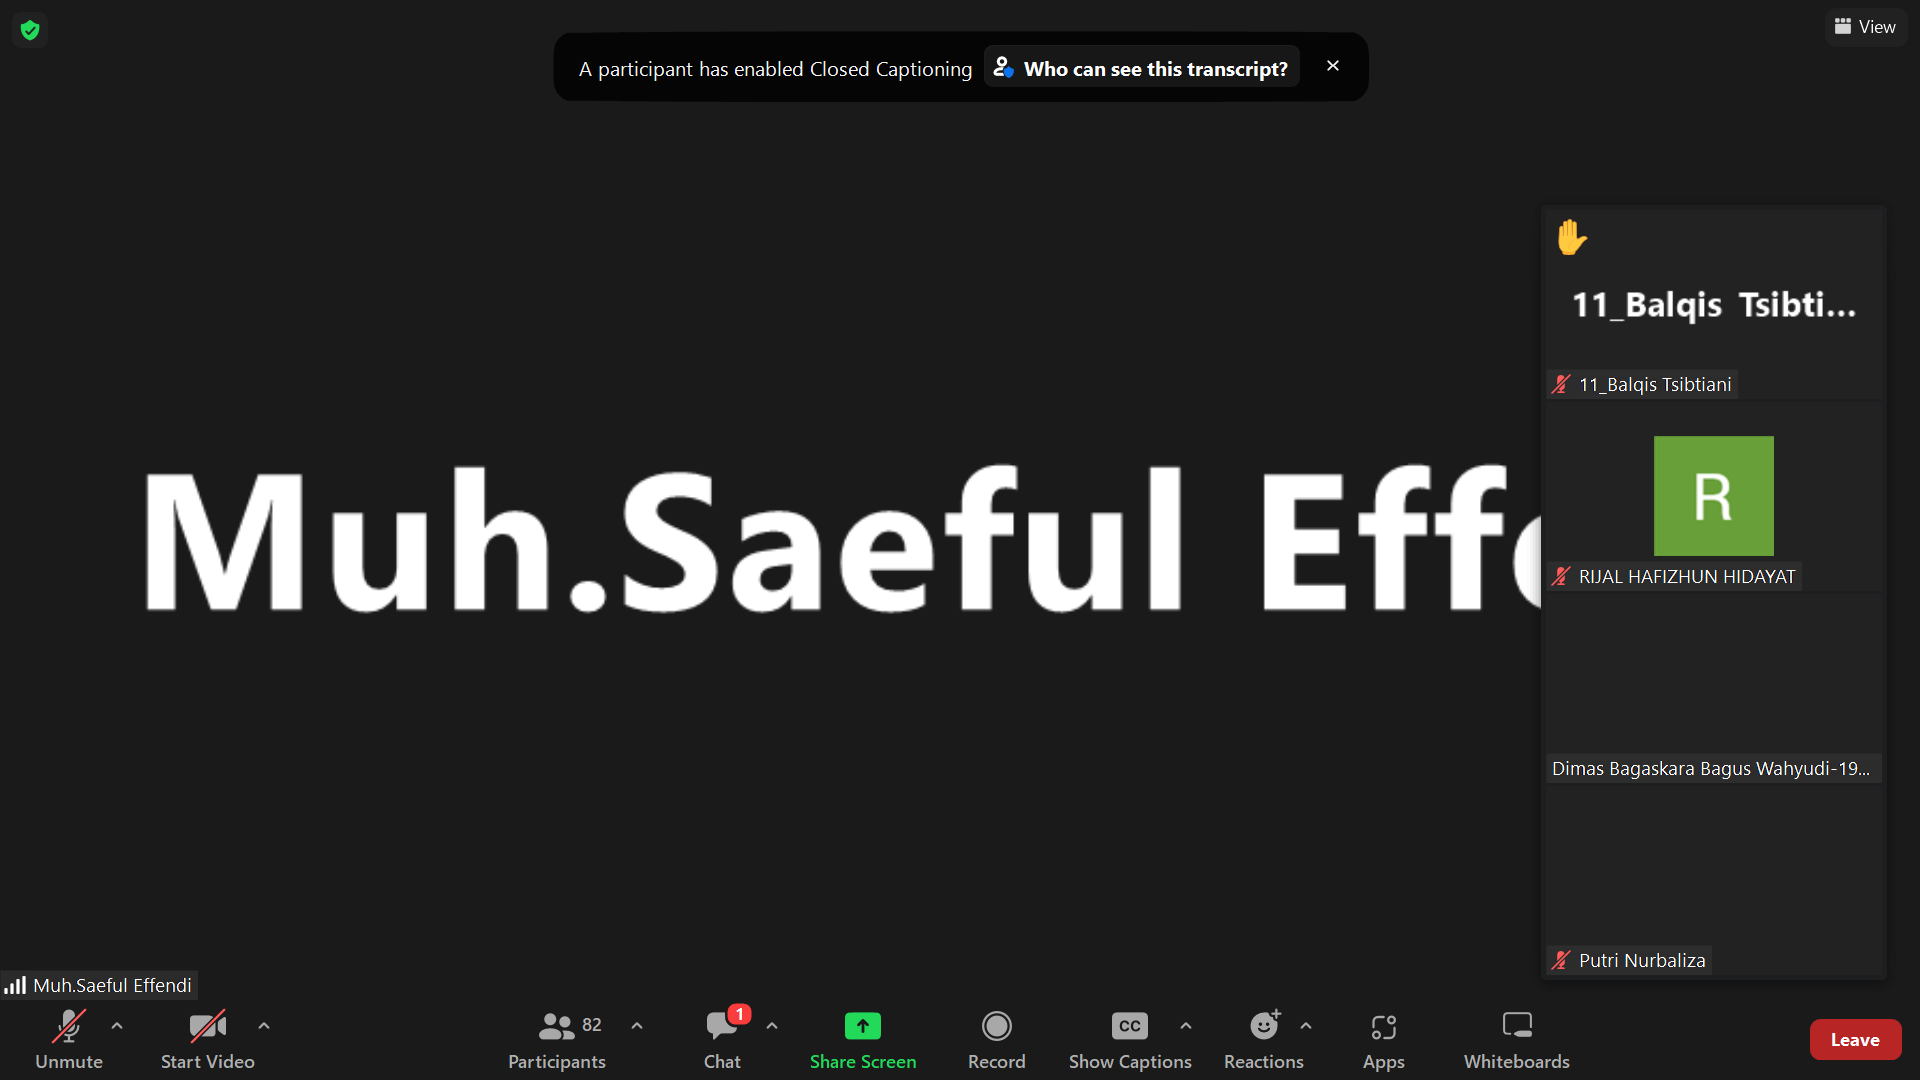 View
A participant has enabled Closed Captioning
Who can see this transcript?
11_Balqis Tsibti...
11_Balqis Tsibtiani
Muh.Saeful Effe
R
RIJAL HAFIZHUN HIDAYAT
Dimas Bagaskara Bagus Wahyudi-19...
Putri Nurbaliza
Muh.Saeful Effendi
Unmute
Start Video
82
Participants
1
Chat
Share Screen
Record
CC
Show Captions
Reactions
Apps
Whiteboards
Leave